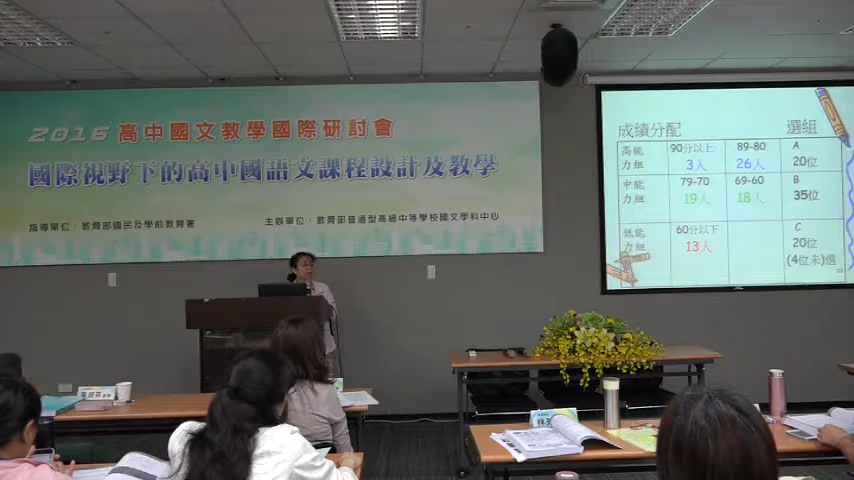 2016 高中國文教學國際研討會
國際視野下的高中國語文課程設計及教學
指導單位：教育部國民及學前教育署
主辦單位：教育部普通型高級中等學校國文學科中心
成績分配 選組
高能力組 90分以上 3人 89-80 26人 A 20位
中能力組 79-70 19人 69-60 18人 B 35位
低能力組 60分以下 13人 C 20位 (4位未)選